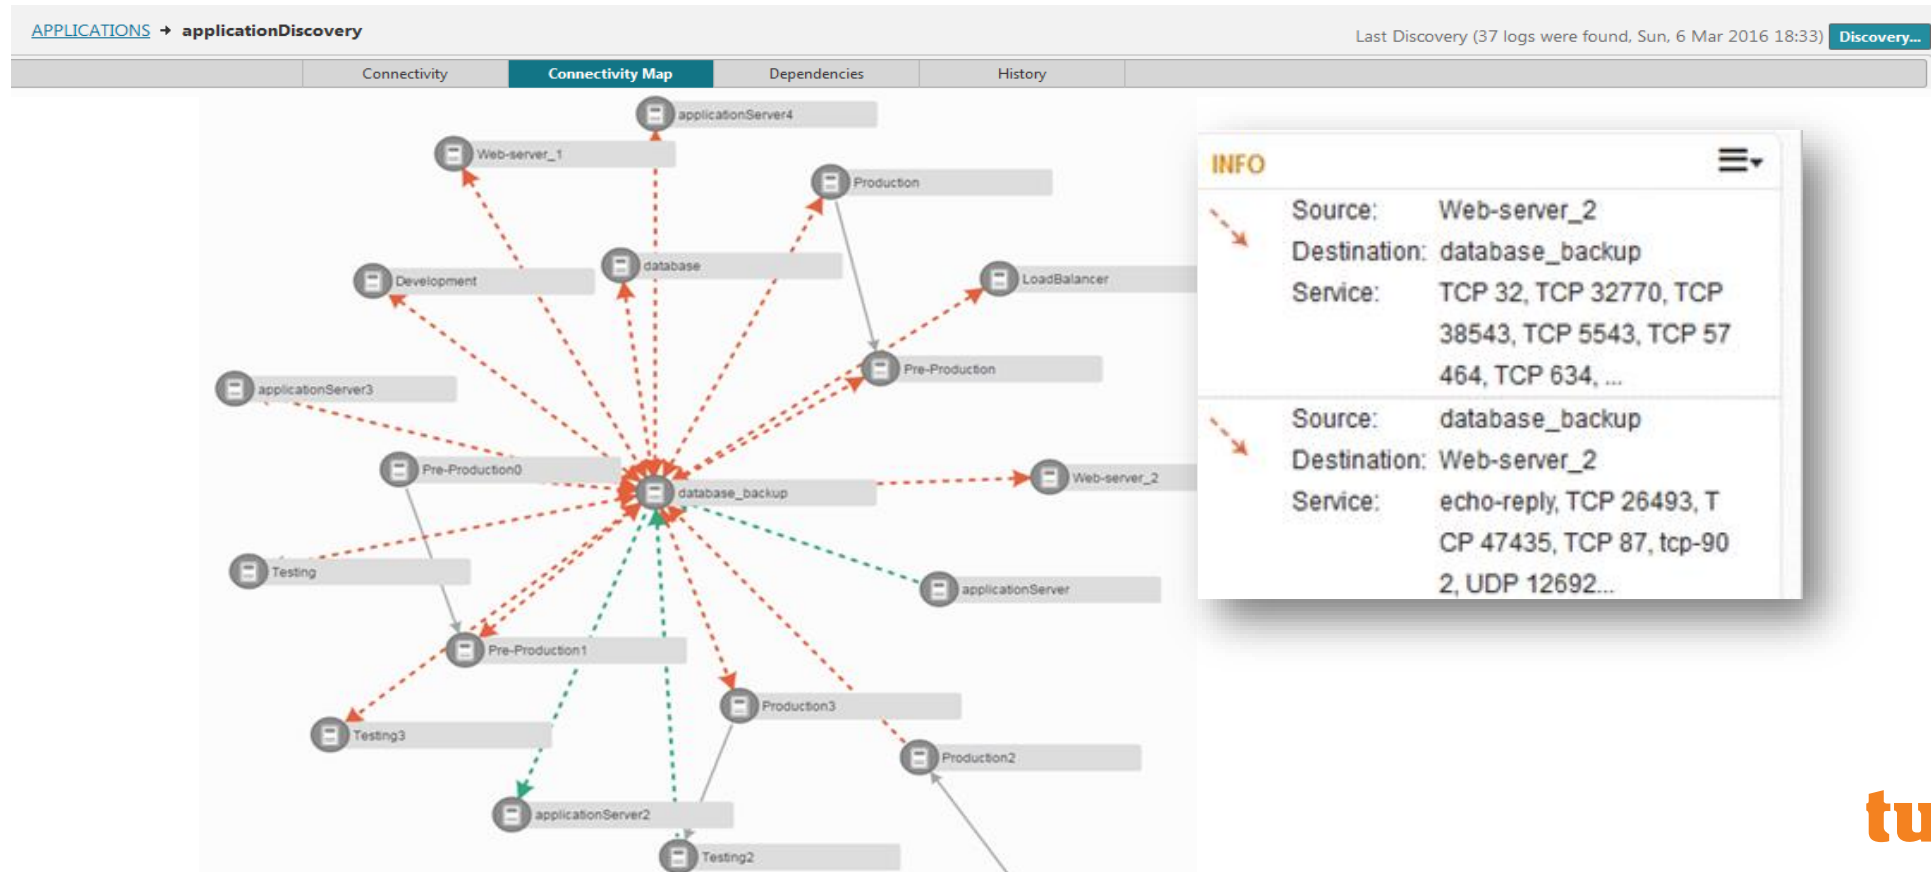 APPLICATIONS → applicationDiscovery
Last Discovery (37 logs were found, Sun, 6 Mar 2016 18:33) Discovery...
Connectivity Connectivity Map Dependencies History
applicationServer4
Web-server_1
Production
database
LoadBalancer
Development
Pre-Production
applicationServer3
Pre-Production0
Web-server_2
database_backup
Testing
applicationServer
Pre-Production1
Production3
Testing3
Production2
applicationServer2
Testing2
INFO
Source: Web-server_2
Destination: database_backup
Service: TCP 32, TCP 32770, TCP
38543, TCP 5543, TCP 57
464, TCP 634, ...
Source: database_backup
Destination: Web-server_2
Service: echo-reply, TCP 26493, T
CP 47435, TCP 87, tcp-90
2, UDP 12692...
tu